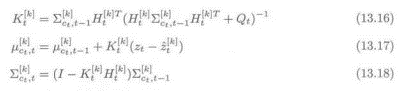 K_t^{[k]} = Σ_{c_t,t-1}^{[k]} H_t^{[k]T} (H_t^{[k]} Σ_{c_t,t-1}^{[k]} H_t^{[k]T} + Q_t)^{-1} (13.16)
μ_{c_t,t}^{[k]} = μ_{c_t,t-1}^{[k]} + K_t^{[k]} (z_t - ẑ_t^{[k]}) (13.17)
Σ_{c_t,t}^{[k]} = (I - K_t^{[k]} H_t^{[k]}) Σ_{c_t,t-1}^{[k]} (13.18)